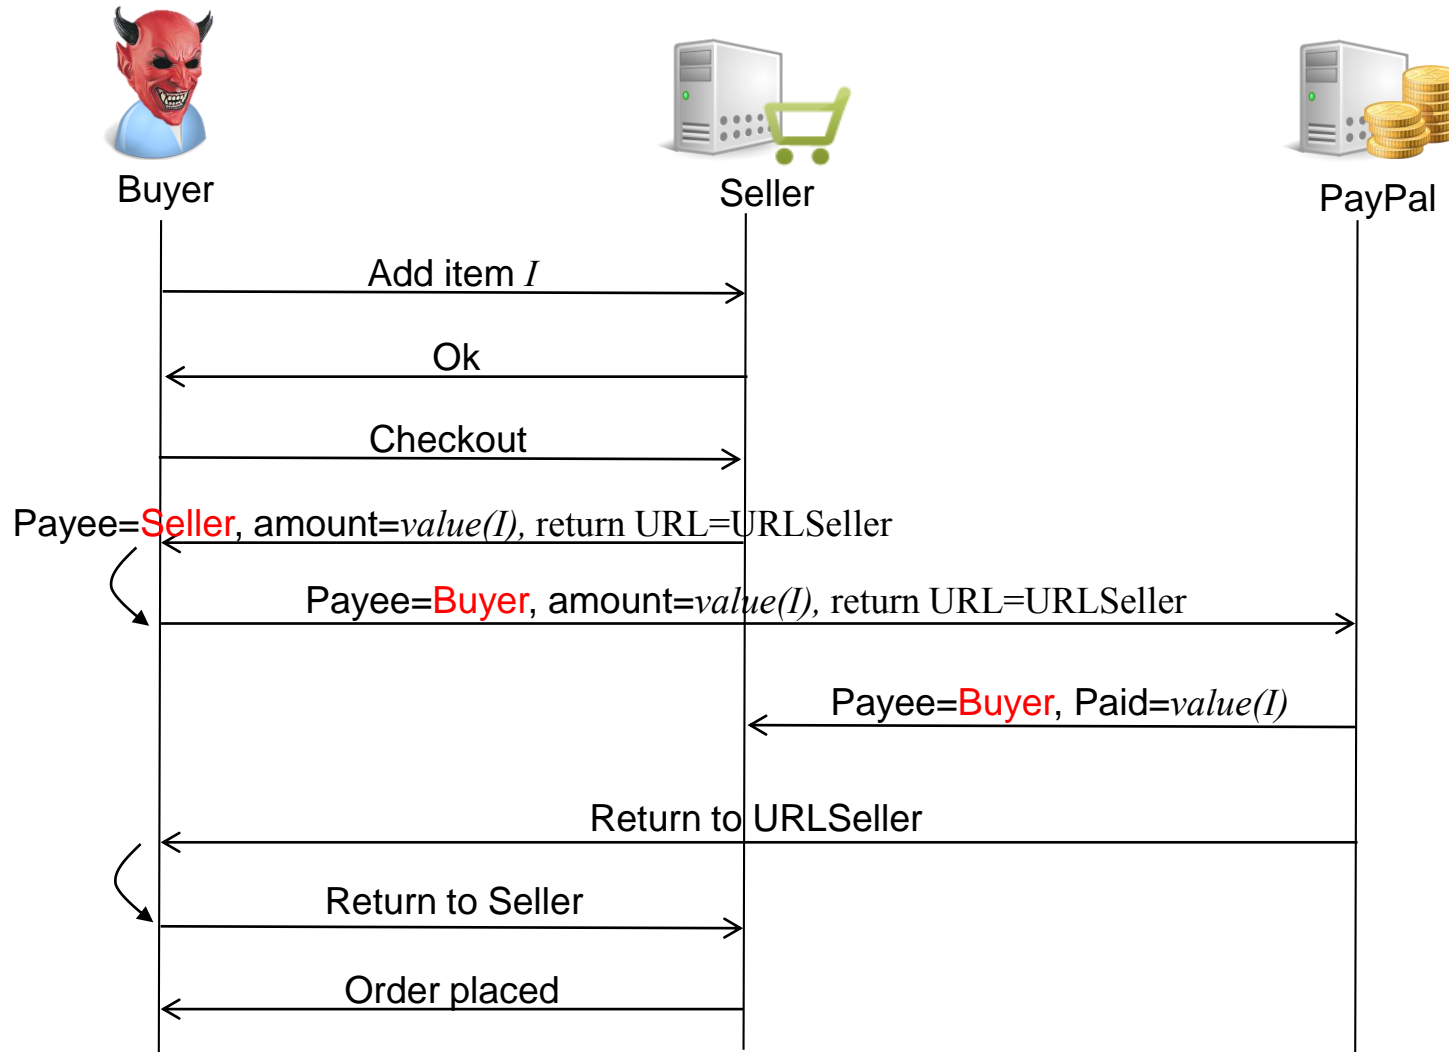 Buyer
Seller
PayPal
Add item I
Ok
Checkout
Payee=Seller, amount=value(I), return URL=URLSeller
Payee=Buyer, amount=value(I), return URL=URLSeller
Payee=Buyer, Paid=value(I)
Return to URLSeller
Return to Seller
Order placed